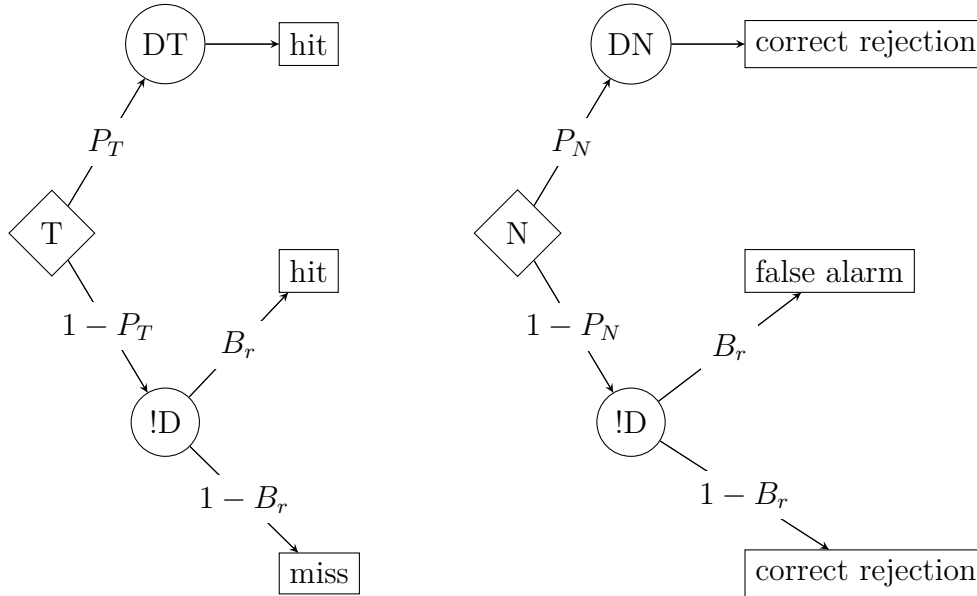 DT
hit
P_T
T
hit
1 − P_T
B_r
!D
1 − B_r
miss
DN
correct rejection
P_N
N
false alarm
1 − P_N
B_r
!D
1 − B_r
correct rejection